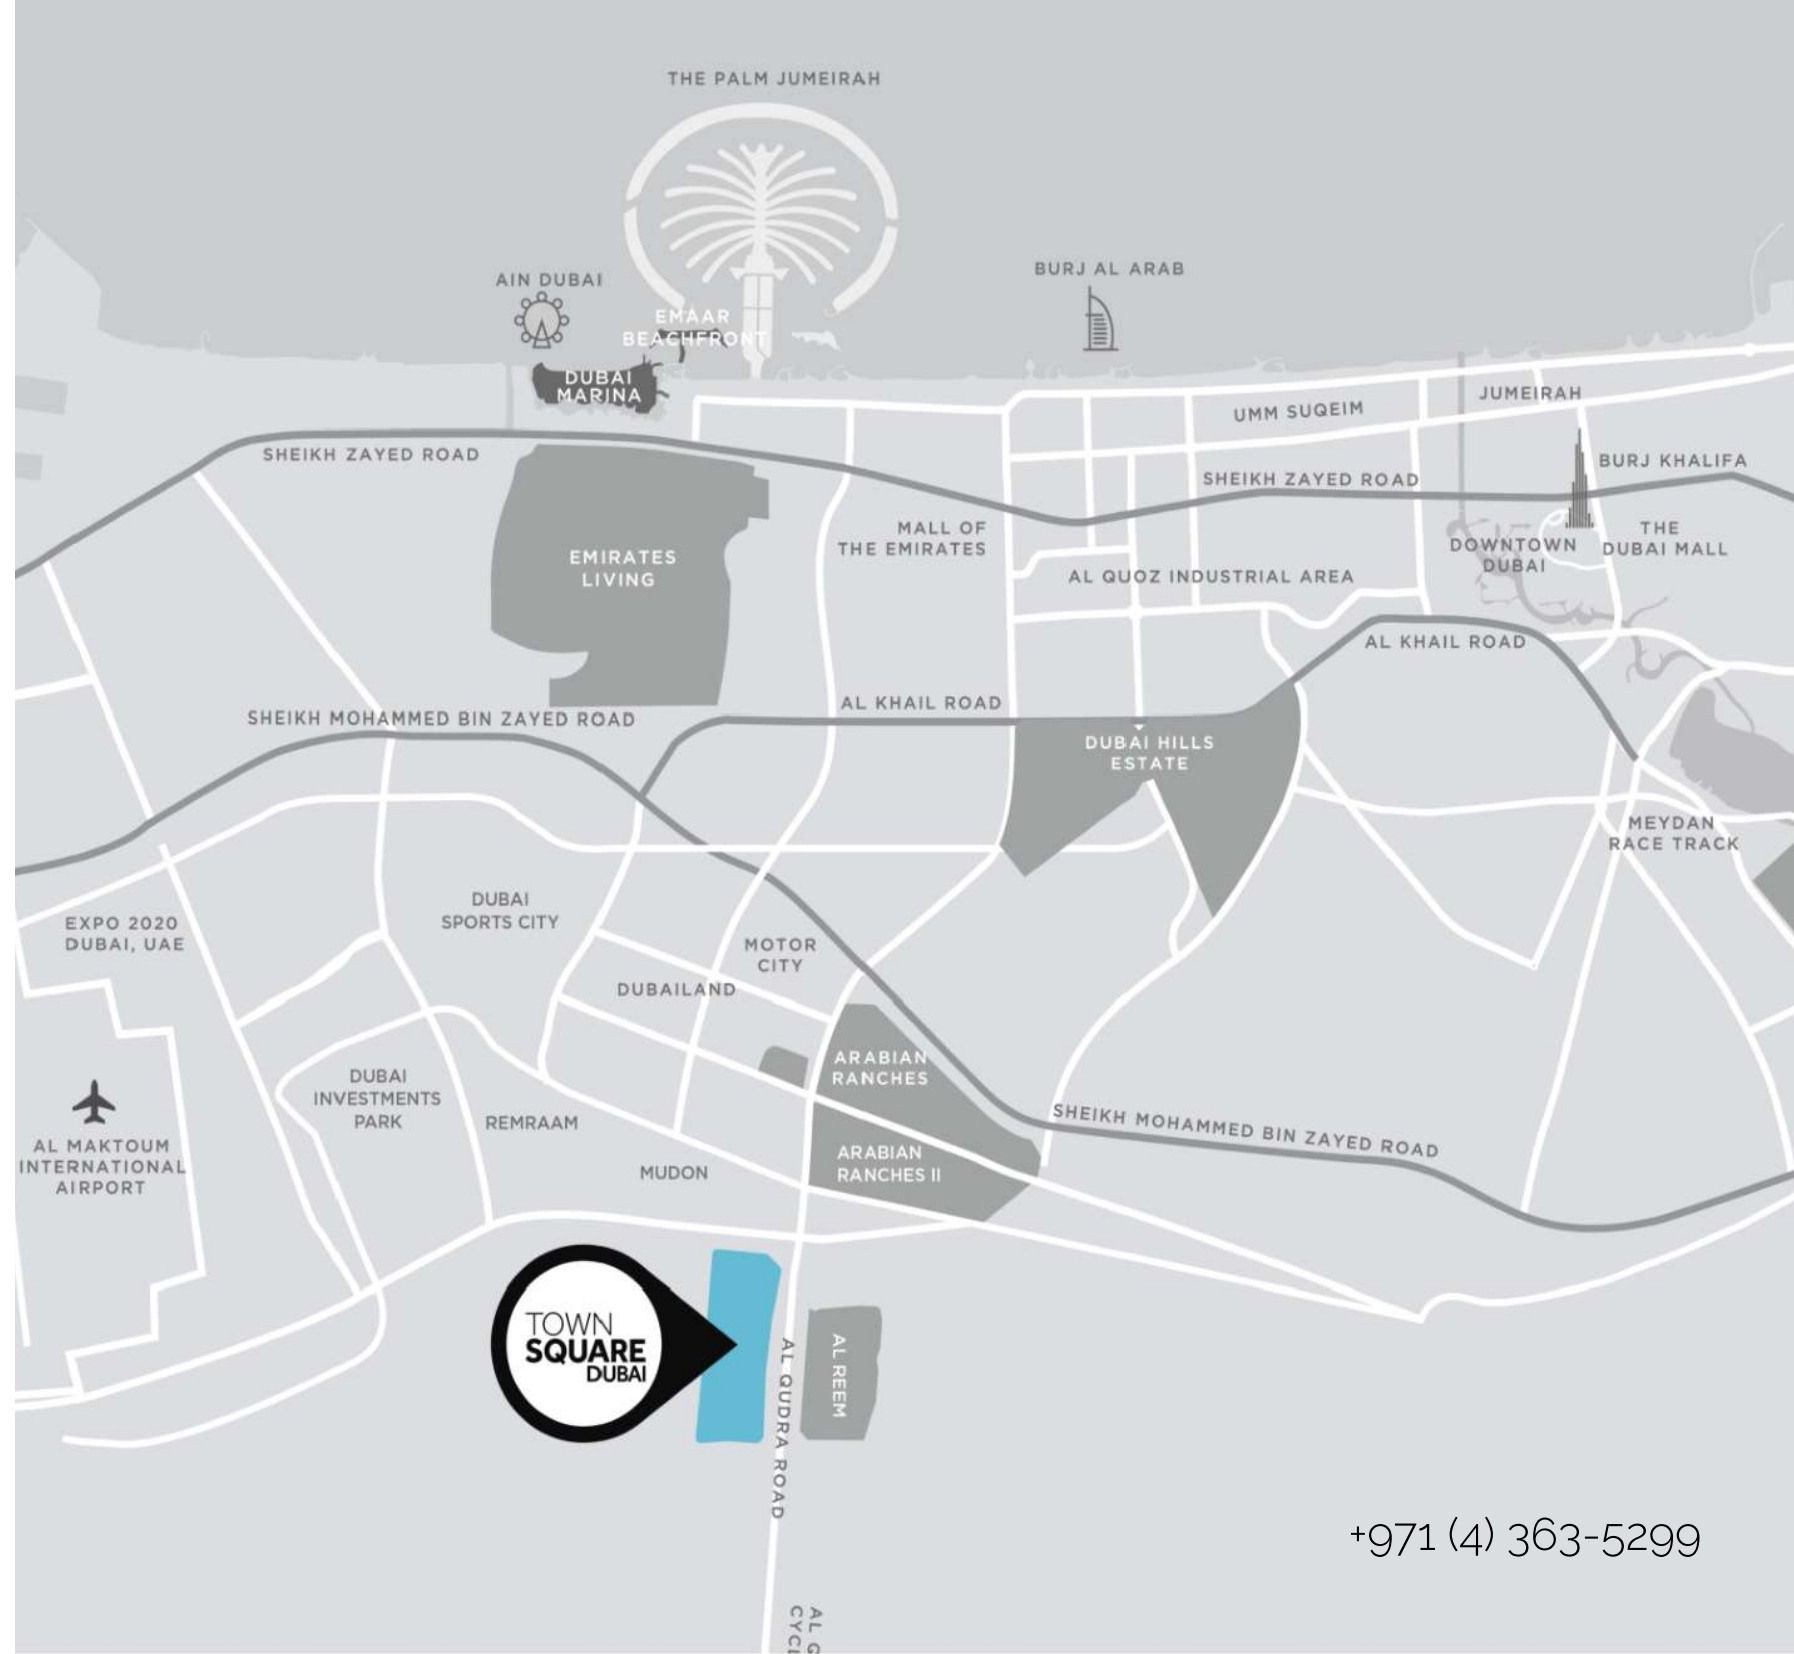 THE PALM JUMEIRAH
AIN DUBAI
BURJ AL ARAB
EMAAR
BEACHFRONT
DUBAI
MARINA
JUMEIRAH
UMM SUQEIM
SHEIKH ZAYED ROAD
BURJ KHALIFA
SHEIKH ZAYED ROAD
MALL OF
THE EMIRATES
THE
DUBAI MALL
DOWNTOWN
DUBAI
EMIRATES
LIVING
AL QUOZ INDUSTRIAL AREA
AL KHAIL ROAD
AL KHAIL ROAD
SHEIKH MOHAMMED BIN ZAYED ROAD
DUBAI HILLS
ESTATE
MEYDAN
RACE TRACK
DUBAI
SPORTS CITY
EXPO 2020
DUBAI, UAE
MOTOR
CITY
DUBAILAND
ARABIAN
RANCHES
DUBAI
INVESTMENTS
PARK
REMRAAM
SHEIKH MOHAMMED BIN ZAYED ROAD
AL MAKTOUM
INTERNATIONAL
AIRPORT
ARABIAN
RANCHES II
MUDON
TOWN
SQUARE
DUBAI
AL QUDRA ROAD
AL REEM
+971 (4) 363-5299